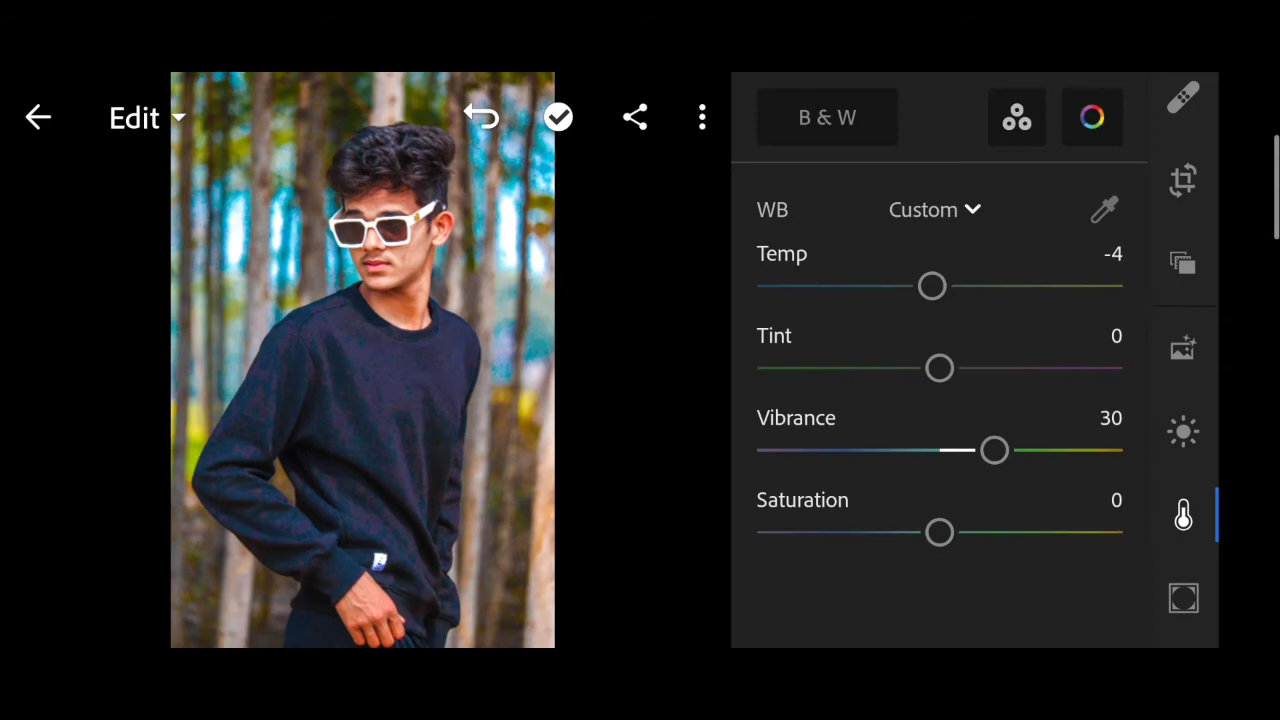 Edit
B & W
WB Custom
Temp -4
Tint 0
Vibrance 30
Saturation 0